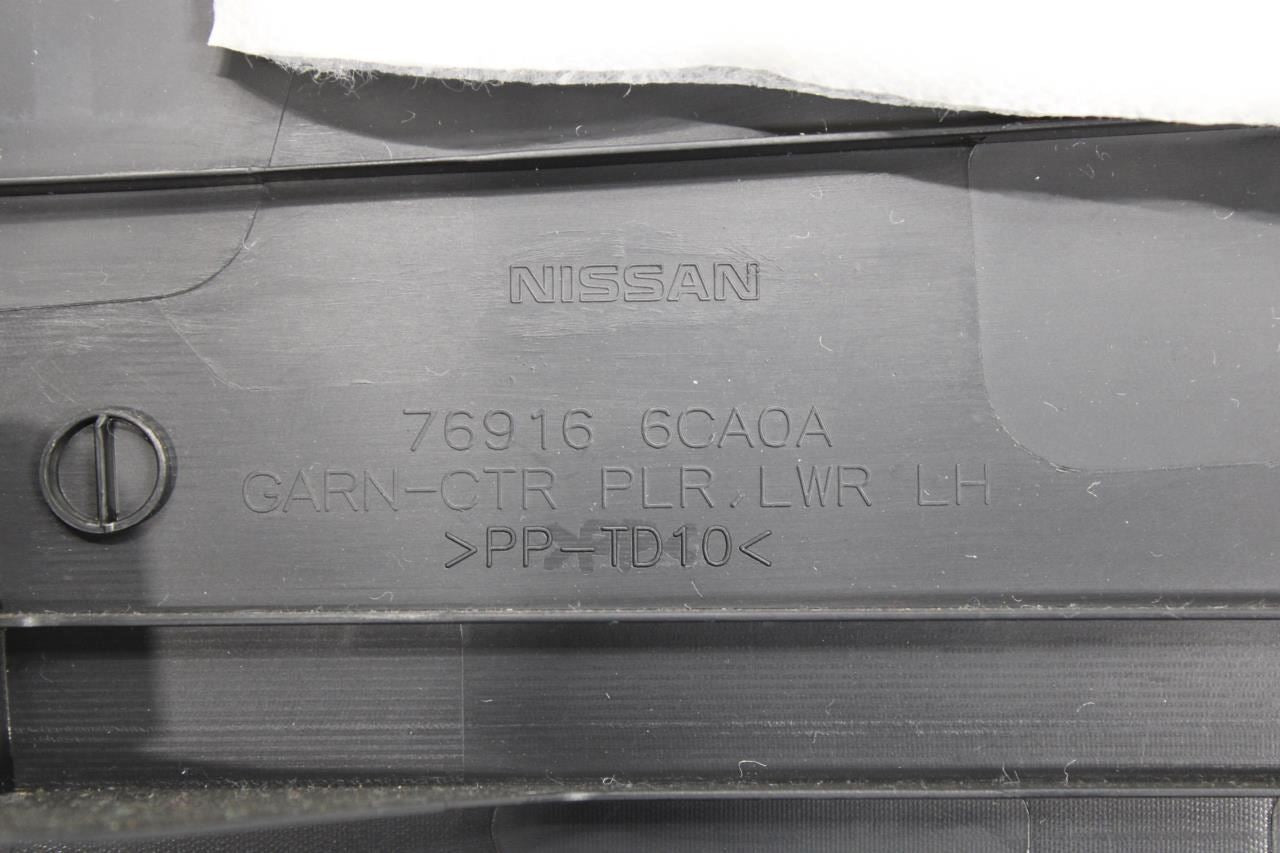 NISSAN
76916 6CA0A
GARN-CTR PLR,LWR LH
>PP-TD10<